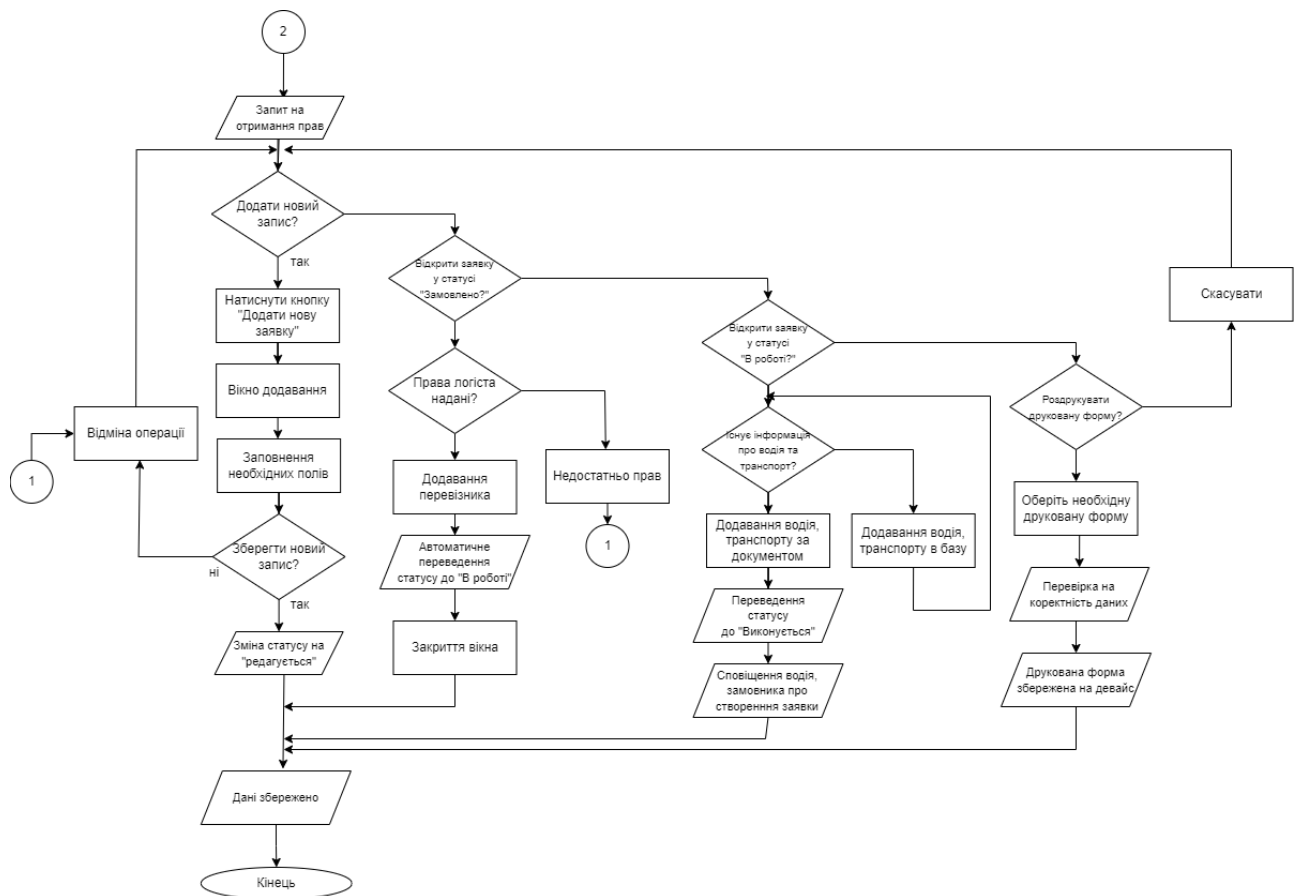 2
Запит на
отримання прав
Додати новий
запис?
так
Натиснути кнопку
"Додати нову
заявку"
Вікно додавання
Заповнення
необхідних полів
Зберегти новий
запис?
ні
так
Зміна статусу на
"редагується"
Відміна операції
1
Відкрити заявку
у статусі
"Замовлено?"
Права логіста
надані?
Додавання
перевізника
Автоматичне
переведення
статусу до "В роботі"
Закриття вікна
Недостатньо прав
1
Відкрити заявку
у статусі
"В роботі?"
Існує інформація
про водія та
транспорт?
Додавання водія,
транспорту за
документом
Додавання водія,
транспорту в базу
Переведення
статусу
до "Виконується"
Сповіщення водія,
замовника про
створенння заявки
Роздрукувати
друковану форму?
Оберіть необхідну
друковану форму
Перевірка на
коректність даних
Друкована форма
збережена на девайс
Скасувати
Дані збережено
Кінець